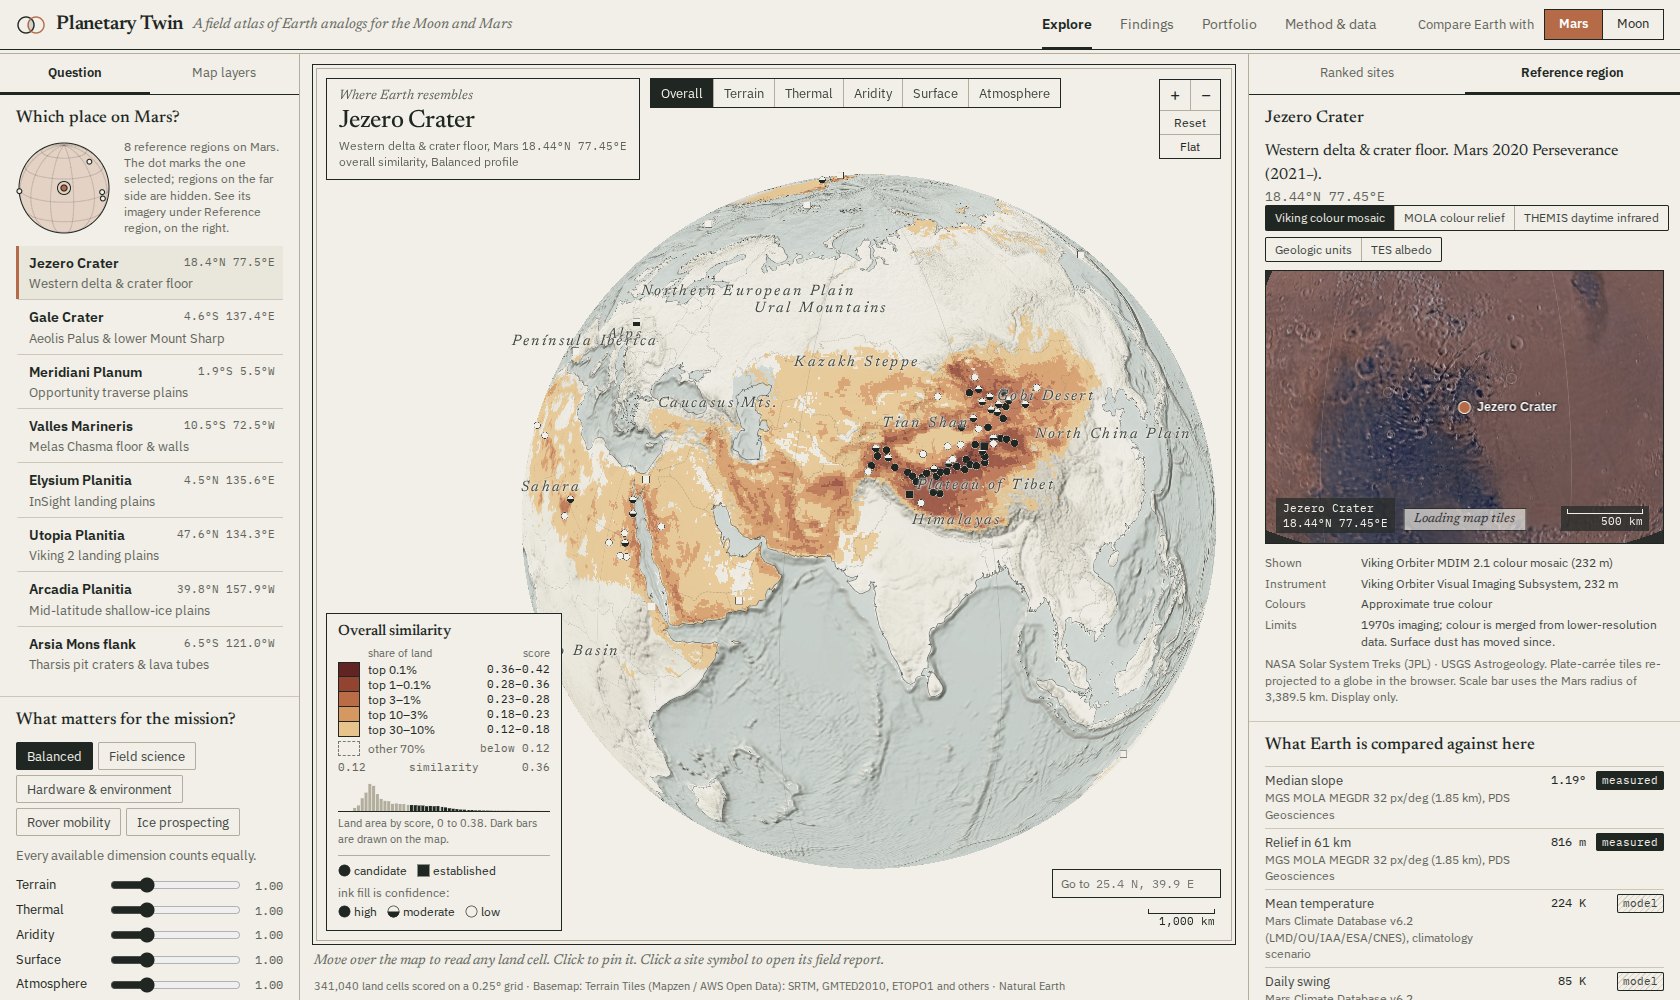 Planetary Twin
A field atlas of Earth analogs for the Moon and Mars
Explore
Findings
Portfolio
Method & data
Compare Earth with
Mars
Moon
Question
Map layers
Which place on Mars?
8 reference regions on Mars.
The dot marks the one
selected; regions on the far
side are hidden. See its
imagery under Reference
region, on the right.
Jezero Crater 18.4°N 77.5°E
Western delta & crater floor
Gale Crater 4.6°S 137.4°E
Aeolis Palus & lower Mount Sharp
Meridiani Planum 1.9°S 5.5°W
Opportunity traverse plains
Valles Marineris 10.5°S 72.5°W
Melas Chasma floor & walls
Elysium Planitia 4.5°N 135.6°E
InSight landing plains
Utopia Planitia 47.6°N 134.3°E
Viking 2 landing plains
Arcadia Planitia 39.8°N 157.9°W
Mid-latitude shallow-ice plains
Arsia Mons flank 6.5°S 121.0°W
Tharsis pit craters & lava tubes
What matters for the mission?
Balanced
Field science
Hardware & environment
Rover mobility
Ice prospecting
Every available dimension counts equally.
Terrain 1.00
Thermal 1.00
Aridity 1.00
Surface 1.00
Atmosphere 1.00
Where Earth resembles
Jezero Crater
Western delta & crater floor, Mars 18.44°N 77.45°E
overall similarity, Balanced profile
Overall
Terrain
Thermal
Aridity
Surface
Atmosphere
+
−
Reset
Flat
Northern European Plain
Ural Mountains
Alps
Península Ibérica
Kazakh Steppe
Caucasus Mts.
Gobi Desert
Tian Shan
North China Plain
Sahara
Plateau of Tibet
Himalayas
Basin
Overall similarity
share of land score
top 0.1% 0.36–0.42
top 1–0.1% 0.28–0.36
top 3–1% 0.23–0.28
top 10–3% 0.18–0.23
top 30–10% 0.12–0.18
other 70% below 0.12
0.12 similarity 0.36
Land area by score, 0 to 0.38. Dark bars
are drawn on the map.
candidate
established
ink fill is confidence:
high
moderate
low
Go to 25.4 N, 39.9 E
1,000 km
Move over the map to read any land cell. Click to pin it. Click a site symbol to open its field report.
341,040 land cells scored on a 0.25° grid · Basemap: Terrain Tiles (Mapzen / AWS Open Data): SRTM, GMTED2010, ETOPO1 and others · Natural Earth
Ranked sites
Reference region
Jezero Crater
Western delta & crater floor. Mars 2020 Perseverance
(2021–).
18.44°N 77.45°E
Viking colour mosaic
MOLA colour relief
THEMIS daytime infrared
Geologic units
TES albedo
Jezero Crater
Jezero Crater
18.44°N 77.45°E
Loading map tiles
500 km
Shown Viking Orbiter MDIM 2.1 colour mosaic (232 m)
Instrument Viking Orbiter Visual Imaging Subsystem, 232 m
Colours Approximate true colour
Limits 1970s imaging; colour is merged from lower-resolution
data. Surface dust has moved since.
NASA Solar System Treks (JPL) · USGS Astrogeology. Plate-carrée tiles re-
projected to a globe in the browser. Scale bar uses the Mars radius of
3,389.5 km. Display only.
What Earth is compared against here
Median slope 1.19° measured
MGS MOLA MEGDR 32 px/deg (1.85 km), PDS
Geosciences
Relief in 61 km 816 m measured
MGS MOLA MEGDR 32 px/deg (1.85 km), PDS
Geosciences
Mean temperature 224 K model
Mars Climate Database v6.2
(LMD/OU/IAA/ESA/CNES), climatology
scenario
Daily swing 85 K model
Mars Climate Database v6.2